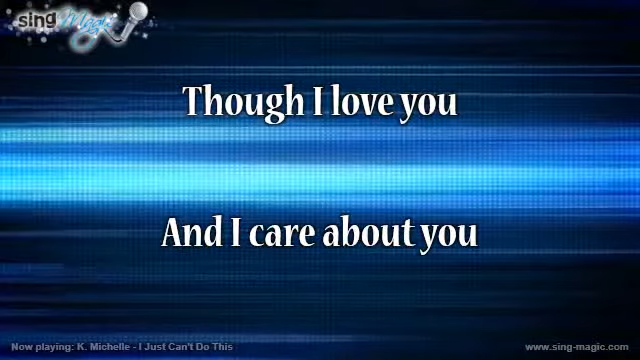 sing
Magic
Though I love you
And I care about you
Now playing: K. Michelle - I Just Can't Do This
www.sing-magic.com